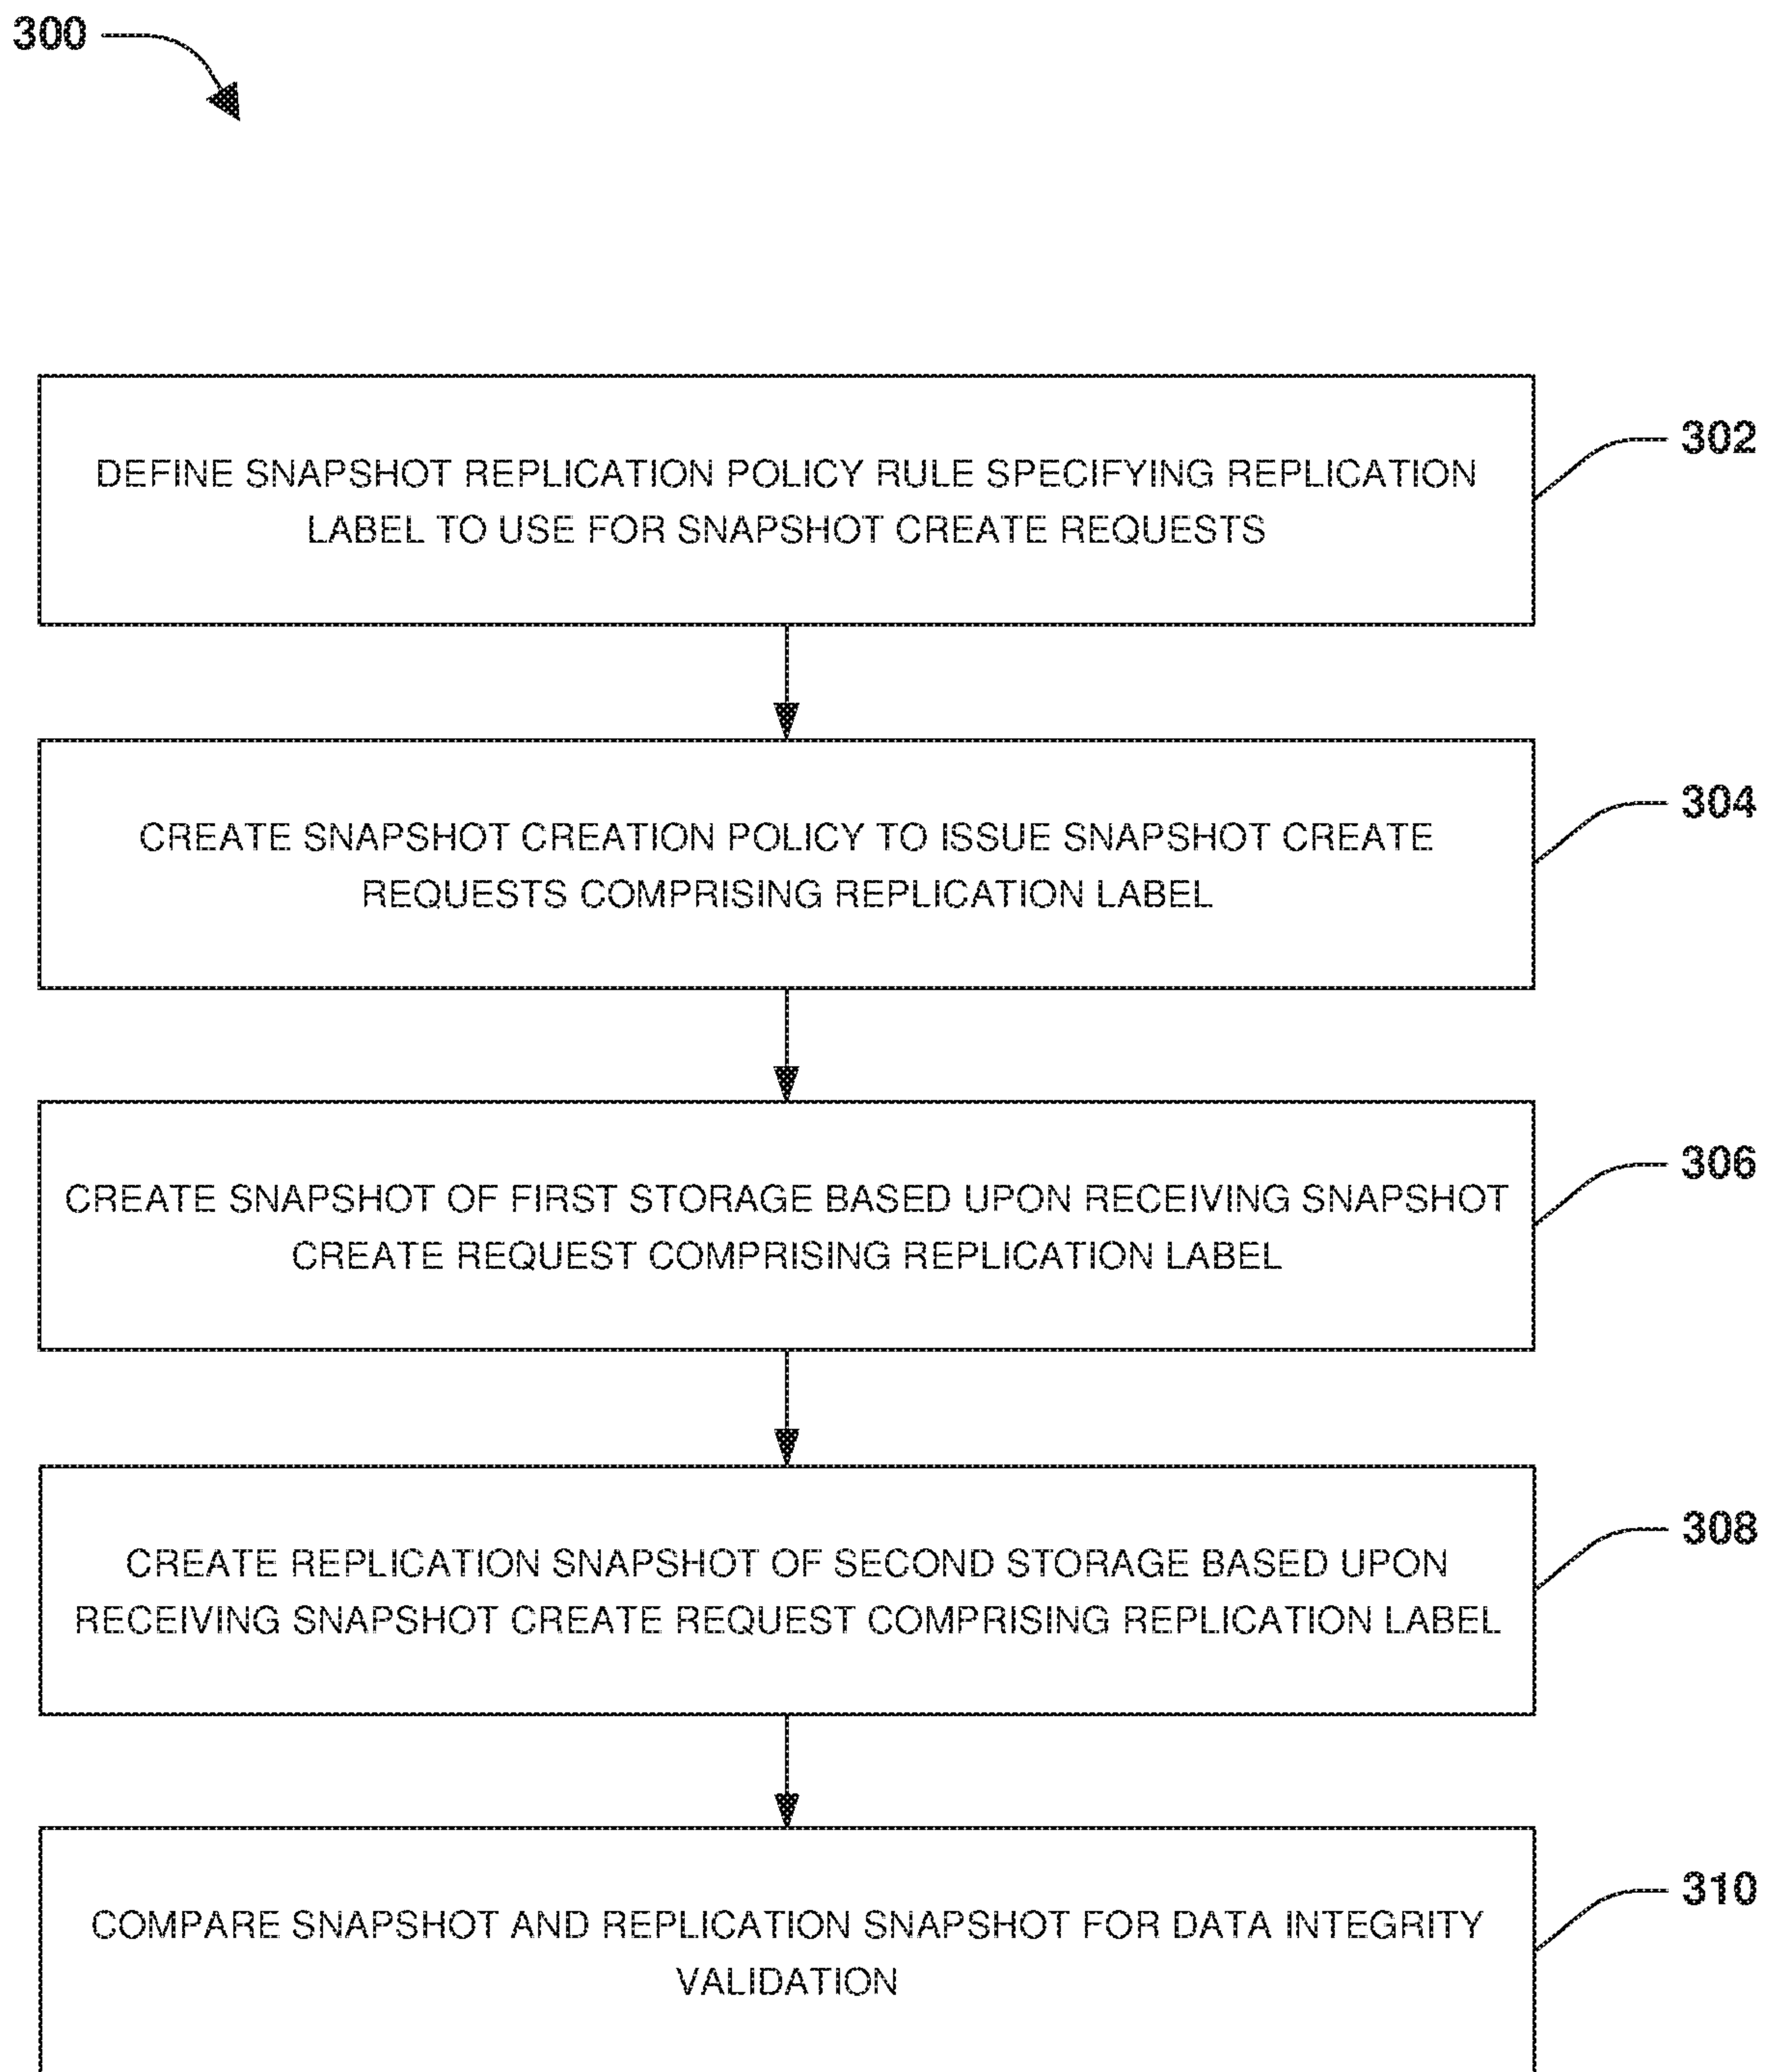 300
DEFINE SNAPSHOT REPLICATION POLICY RULE SPECIFYING REPLICATION
LABEL TO USE FOR SNAPSHOT CREATE REQUESTS
302
CREATE SNAPSHOT CREATION POLICY TO ISSUE SNAPSHOT CREATE
REQUESTS COMPRISING REPLICATION LABEL
304
CREATE SNAPSHOT OF FIRST STORAGE BASED UPON RECEIVING SNAPSHOT
CREATE REQUEST COMPRISING REPLICATION LABEL
306
CREATE REPLICATION SNAPSHOT OF SECOND STORAGE BASED UPON
RECEIVING SNAPSHOT CREATE REQUEST COMPRISING REPLICATION LABEL
308
COMPARE SNAPSHOT AND REPLICATION SNAPSHOT FOR DATA INTEGRITY
VALIDATION
310